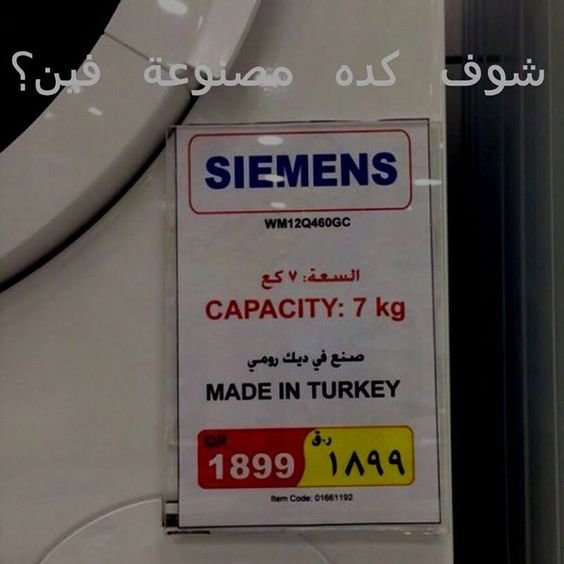 شوف كده مصنوعة فين؟
SIEMENS
WM12Q460GC
السعة: ٧ كغ
CAPACITY: 7 kg
صنع في ديك رومي
MADE IN TURKEY
QR ر.ق
1899 ١٨٩٩
Item Code: 01661192